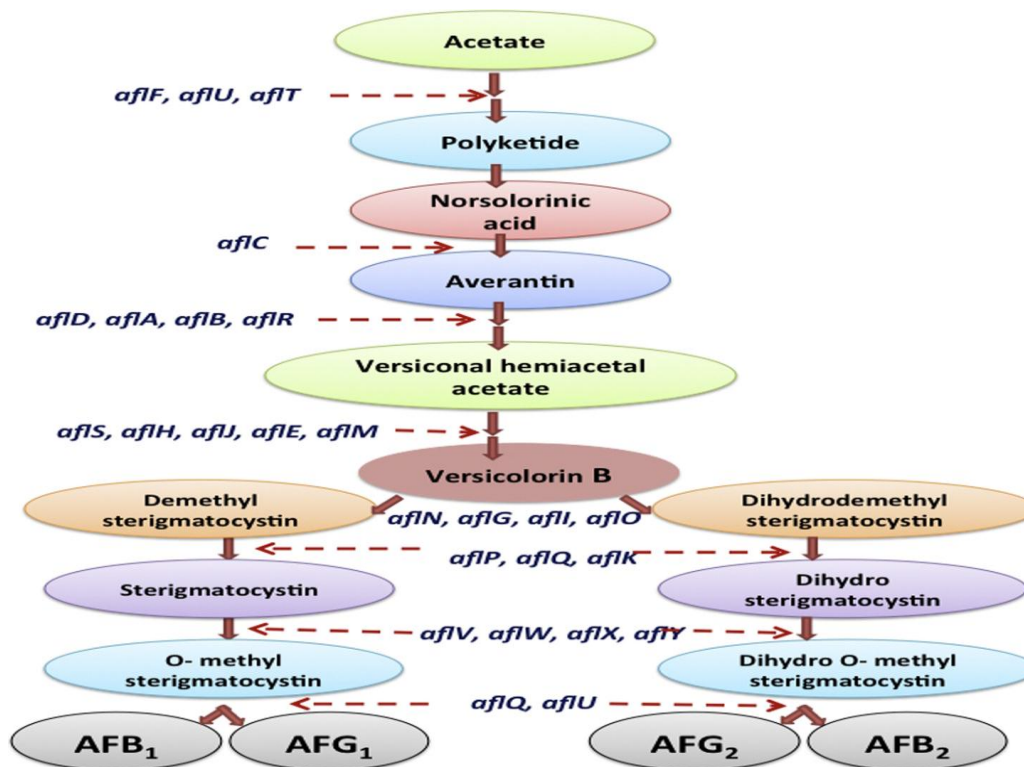 Acetate
aflF, aflU, aflT
Polyketide
Norsolorinic
acid
aflC
Averantin
aflD, aflA, aflB, aflR
Versiconal hemiacetal
acetate
aflS, aflH, aflJ, aflE, aflM
Versicolorin B
Demethyl
sterigmatocystin
Dihydrodemethyl
sterigmatocystin
aflN, aflG, aflI, aflO
aflP, aflQ, aflK
Sterigmatocystin
Dihydro
sterigmatocystin
aflV, aflW, aflX, aflY
O- methyl
sterigmatocystin
Dihydro O- methyl
sterigmatocystin
aflQ, aflU
AFB₁
AFG₁
AFG₂
AFB₂